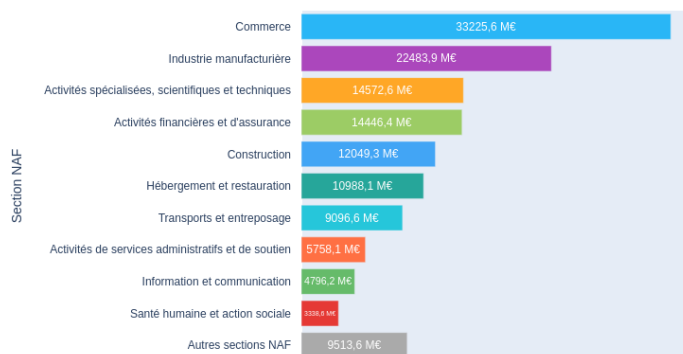 Section NAF
Commerce 33225,6 M€
Industrie manufacturière 22483,9 M€
Activités spécialisées, scientifiques et techniques 14572,6 M€
Activités financières et d'assurance 14446,4 M€
Construction 12049,3 M€
Hébergement et restauration 10988,1 M€
Transports et entreposage 9096,6 M€
Activités de services administratifs et de soutien 5758,1 M€
Information et communication 4796,2 M€
Santé humaine et action sociale 3338,6 M€
Autres sections NAF 9513,6 M€